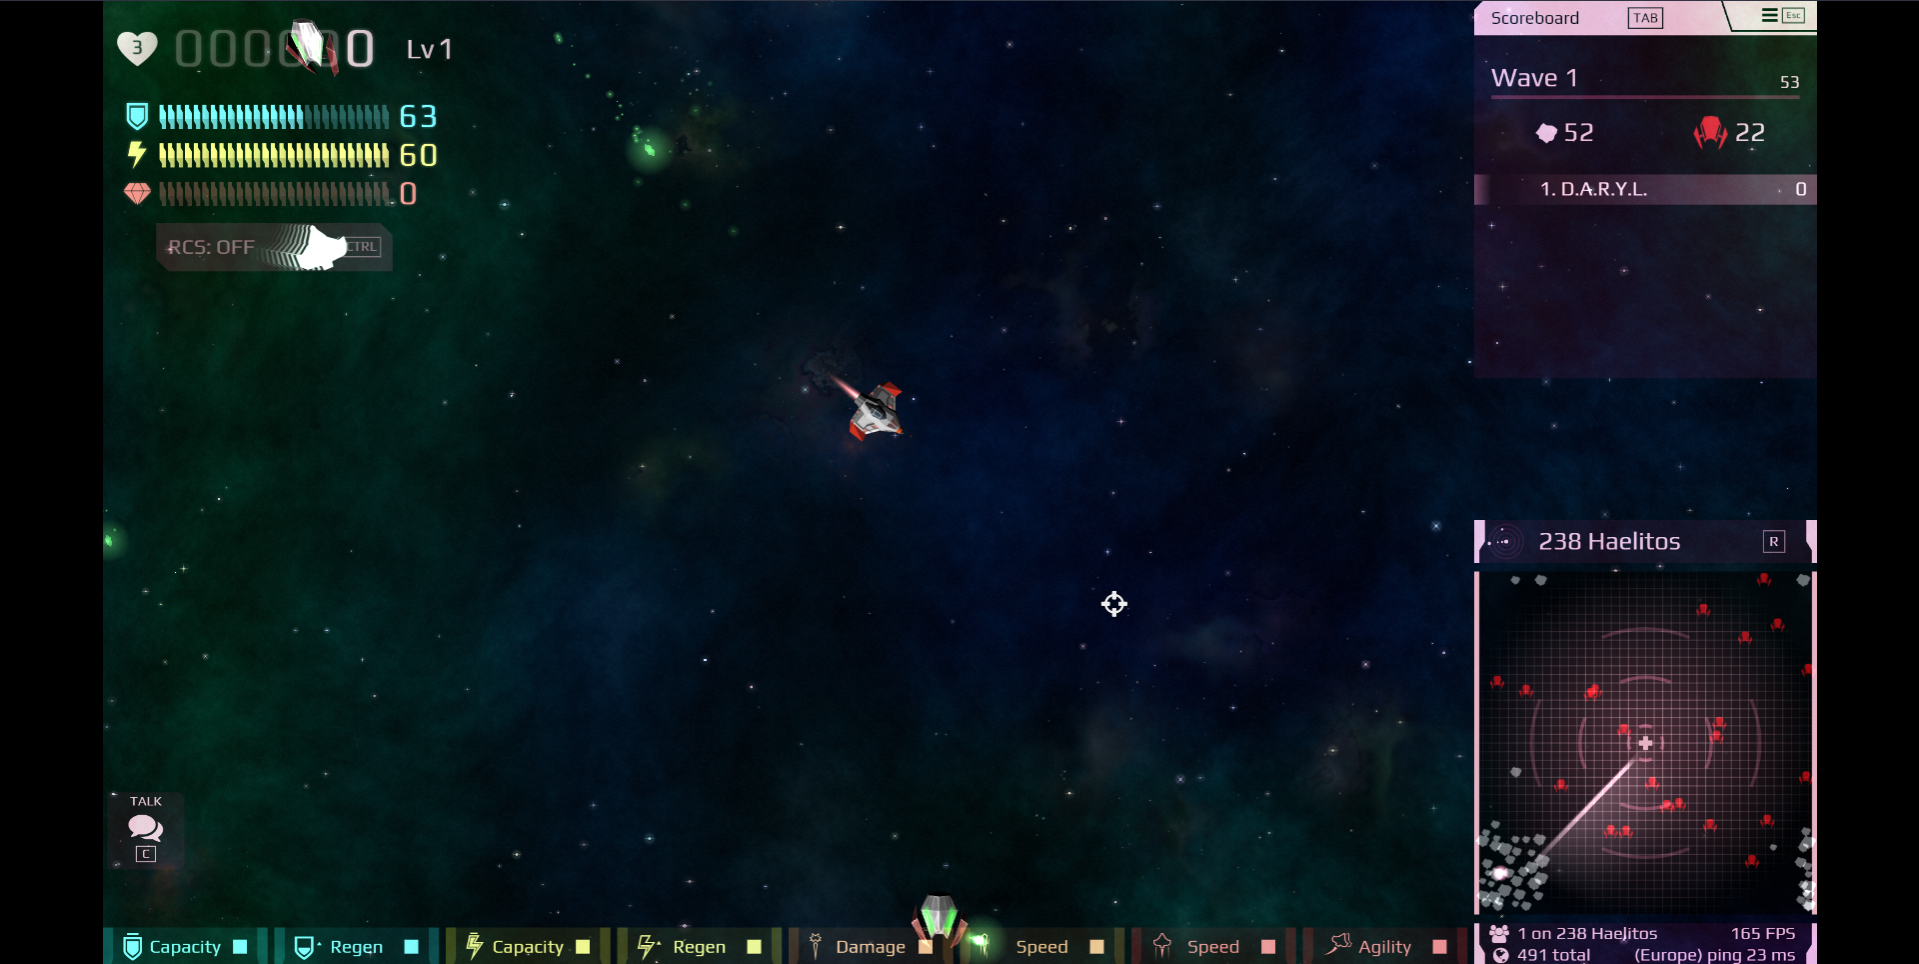 3 000000 Lv 1
63
60
0
RCS: OFF CTRL
Scoreboard TAB Esc
Wave 1 53
52 22
1. D.A.R.Y.L. 0
238 Haelitos R
TALK
C
Capacity Regen Capacity Regen Damage Speed Speed Agility
1 on 238 Haelitos 165 FPS
491 total (Europe) ping 23 ms